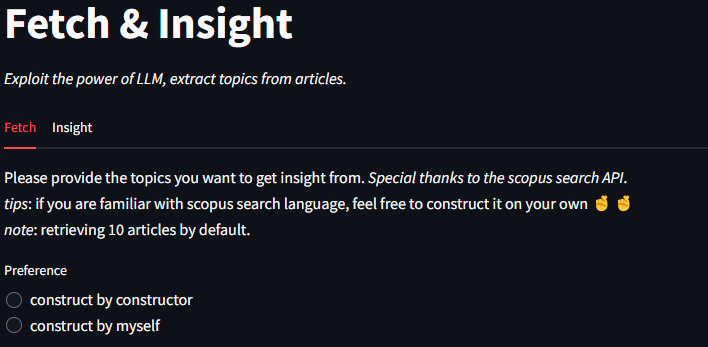 Fetch & Insight
Exploit the power of LLM, extract topics from articles.
Fetch Insight
Please provide the topics you want to get insight from. Special thanks to the scopus search API.
tips: if you are familiar with scopus search language, feel free to construct it on your own ✌️ ✌️
note: retrieving 10 articles by default.
Preference
construct by constructor
construct by myself